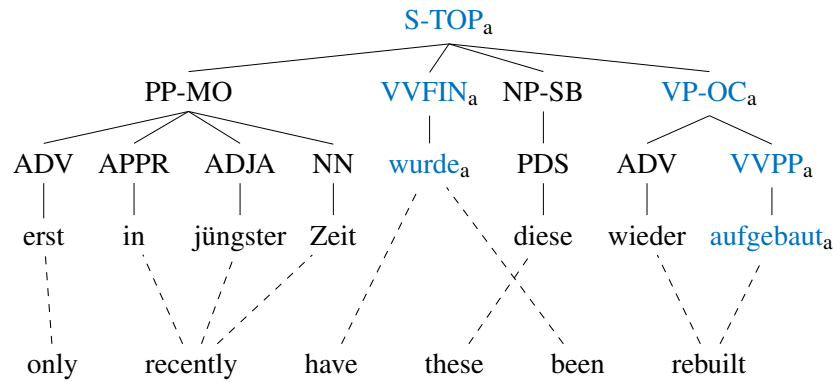 S-TOPa
PP-MO VVFINa NP-SB VP-OCa
ADV APPR ADJA NN wurdea PDS ADV VVPPa
erst in jüngster Zeit diese wieder aufgebauta
only recently have these been rebuilt